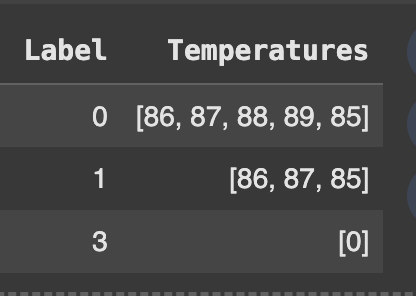 Label Temperatures
0 [86, 87, 88, 89, 85]
1 [86, 87, 85]
3 [0]